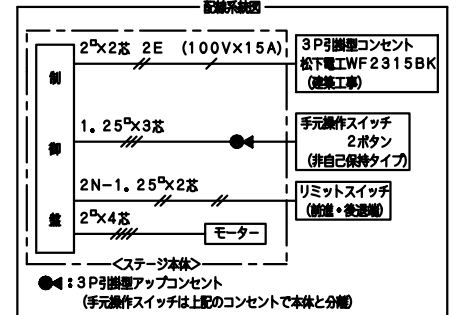 配線系統図
2□×2芯 2E (100V×15A)
3P引掛型コンセント
松下電工WF2315BK
(建築工事)
制
御
盤
1.25□×3芯
手元操作スイッチ
2ボタン
(非自己保持タイプ)
2N-1.25□×2芯
リミットスイッチ
(前進・後退端)
2□×4芯
モーター
<ステージ本体>
:3P引掛型アップコンセント
(手元操作スイッチは上記のコンセントで本体と分離)